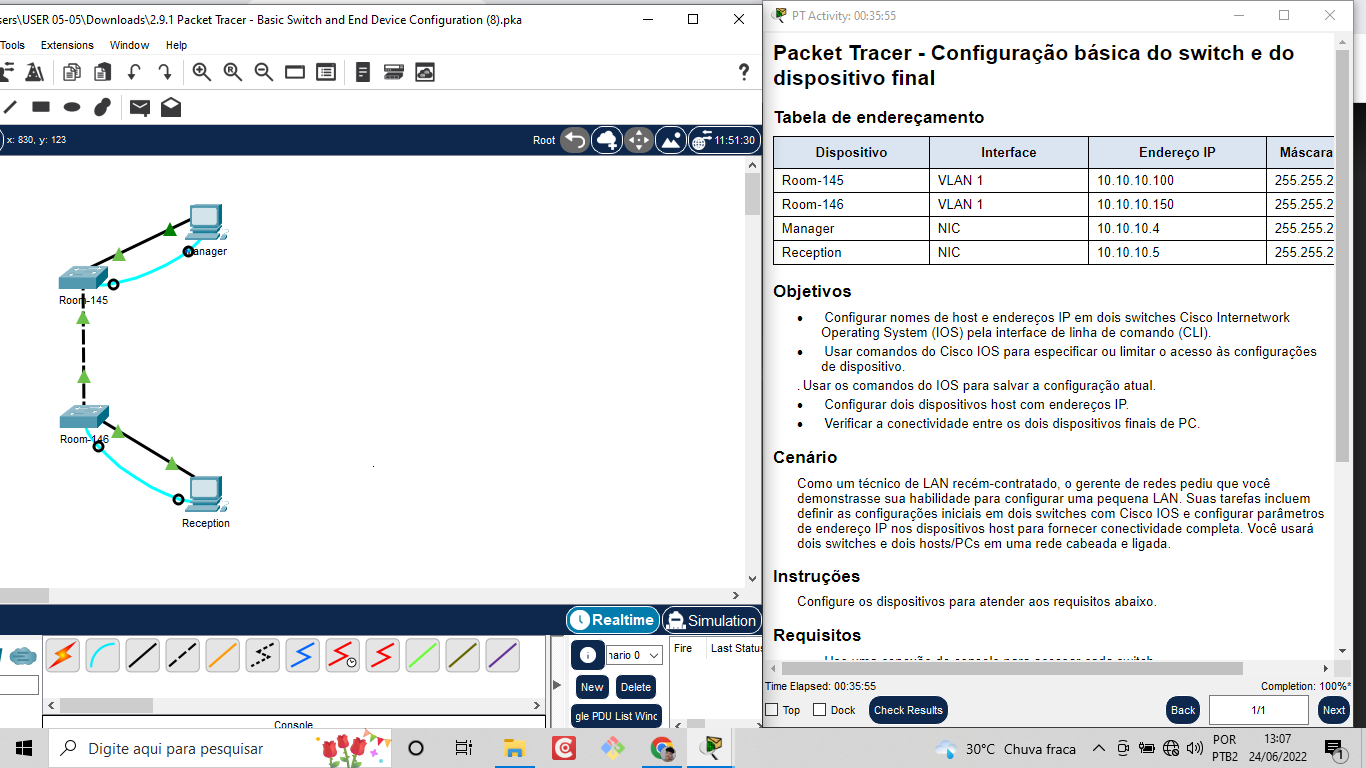 sers\USER 05-05\Downloads\2.9.1 Packet Tracer - Basic Switch and End Device Configuration (8).pka
Tools Extensions Window Help
?
x: 830, y: 123
Root
11:51:30
Manager
Room-145
Room-146
Reception
Realtime
Simulation
nario 0
Fire Last Status
New Delete
gle PDU List Winc
Console
PT Activity: 00:35:55
Packet Tracer - Configuração básica do switch e do
dispositivo final
Tabela de endereçamento
Dispositivo Interface Endereço IP Máscara
Room-145 VLAN 1 10.10.10.100 255.255.2
Room-146 VLAN 1 10.10.10.150 255.255.2
Manager NIC 10.10.10.4 255.255.2
Reception NIC 10.10.10.5 255.255.2
Objetivos
• Configurar nomes de host e endereços IP em dois switches Cisco Internetwork
Operating System (IOS) pela interface de linha de comando (CLI).
• Usar comandos do Cisco IOS para especificar ou limitar o acesso às configurações
de dispositivo.
. Usar os comandos do IOS para salvar a configuração atual.
• Configurar dois dispositivos host com endereços IP.
• Verificar a conectividade entre os dois dispositivos finais de PC.
Cenário
Como um técnico de LAN recém-contratado, o gerente de redes pediu que você
demonstrasse sua habilidade para configurar uma pequena LAN. Suas tarefas incluem
definir as configurações iniciais em dois switches com Cisco IOS e configurar parâmetros
de endereço IP nos dispositivos host para fornecer conectividade completa. Você usará
dois switches e dois hosts/PCs em uma rede cabeada e ligada.
Instruções
Configure os dispositivos para atender aos requisitos abaixo.
Requisitos
Time Elapsed: 00:35:55 Completion: 100%*
Top Dock Check Results Back 1/1 Next
Digite aqui para pesquisar
30°C Chuva fraca
POR
PTB2
13:07
24/06/2022
1